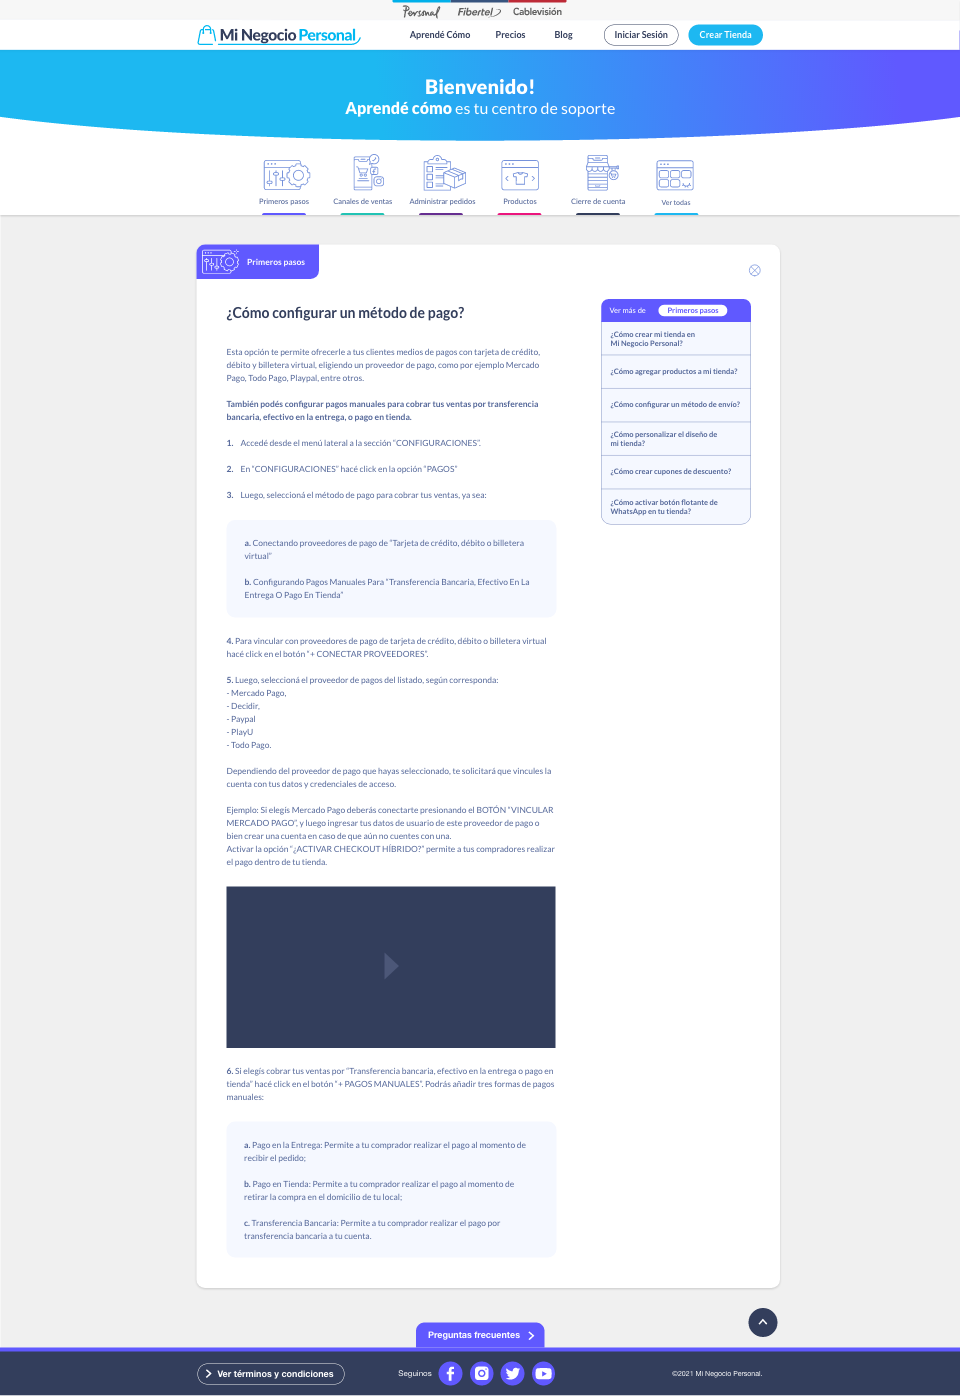 Personal Fibertel Cablevisión
Mi Negocio Personal Aprendé Cómo Precios Blog Iniciar Sesión Crear Tienda
Bienvenido!
Aprendé cómo es tu centro de soporte
Primeros pasos Canales de ventas Administrar pedidos Productos Cierre de cuenta Ver todas
Primeros pasos
¿Cómo configurar un método de pago?
Esta opción te permite ofrecerle a tus clientes medios de pagos con tarjeta de crédito,
débito y billetera virtual, eligiendo un proveedor de pago, como por ejemplo Mercado
Pago, Todo Pago, Playpal, entre otros.
También podés configurar pagos manuales para cobrar tus ventas por transferencia
bancaria, efectivo en la entrega, o pago en tienda.
1. Accedé desde el menú lateral a la sección "CONFIGURACIONES".
2. En "CONFIGURACIONES" hacé click en la opción "PAGOS"
3. Luego, seleccioná el método de pago para cobrar tus ventas, ya sea:
a. Conectando proveedores de pago de "Tarjeta de crédito, débito o billetera
virtual"
b. Configurando Pagos Manuales Para "Transferencia Bancaria, Efectivo En La
Entrega O Pago En Tienda"
4. Para vincular con proveedores de pago de tarjeta de crédito, débito o billetera virtual
hacé click en el botón "+ CONECTAR PROVEEDORES".
5. Luego, seleccioná el proveedor de pagos del listado, según corresponda:
- Mercado Pago,
- Decidir,
- Paypal
- PlayU
- Todo Pago.
Dependiendo del proveedor de pago que hayas seleccionado, te solicitará que vincules la
cuenta con tus datos y credenciales de acceso.
Ejemplo: Si elegís Mercado Pago deberás conectarte presionando el BOTÓN "VINCULAR
MERCADO PAGO", y luego ingresar tus datos de usuario de este proveedor de pago o
bien crear una cuenta en caso de que aún no cuentes con una.
Activar la opción "¿ACTIVAR CHECKOUT HÍBRIDO?" permite a tus compradores realizar
el pago dentro de tu tienda.
6. Si elegís cobrar tus ventas por "Transferencia bancaria, efectivo en la entrega o pago en
tienda" hacé click en el botón "+ PAGOS MANUALES". Podrás añadir tres formas de pagos
manuales:
a. Pago en la Entrega: Permite a tu comprador realizar el pago al momento de
recibir el pedido;
b. Pago en Tienda: Permite a tu comprador realizar el pago al momento de
retirar la compra en el domicilio de tu local;
c. Transferencia Bancaria: Permite a tu comprador realizar el pago por
transferencia bancaria a tu cuenta.
Ver más de Primeros pasos
¿Cómo crear mi tienda en
Mi Negocio Personal?
¿Cómo agregar productos a mi tienda?
¿Cómo configurar un método de envío?
¿Cómo personalizar el diseño de
mi tienda?
¿Cómo crear cupones de descuento?
¿Cómo activar botón flotante de
WhatsApp en tu tienda?
Preguntas frecuentes
Ver términos y condiciones Seguinos ©2021 Mi Negocio Personal.